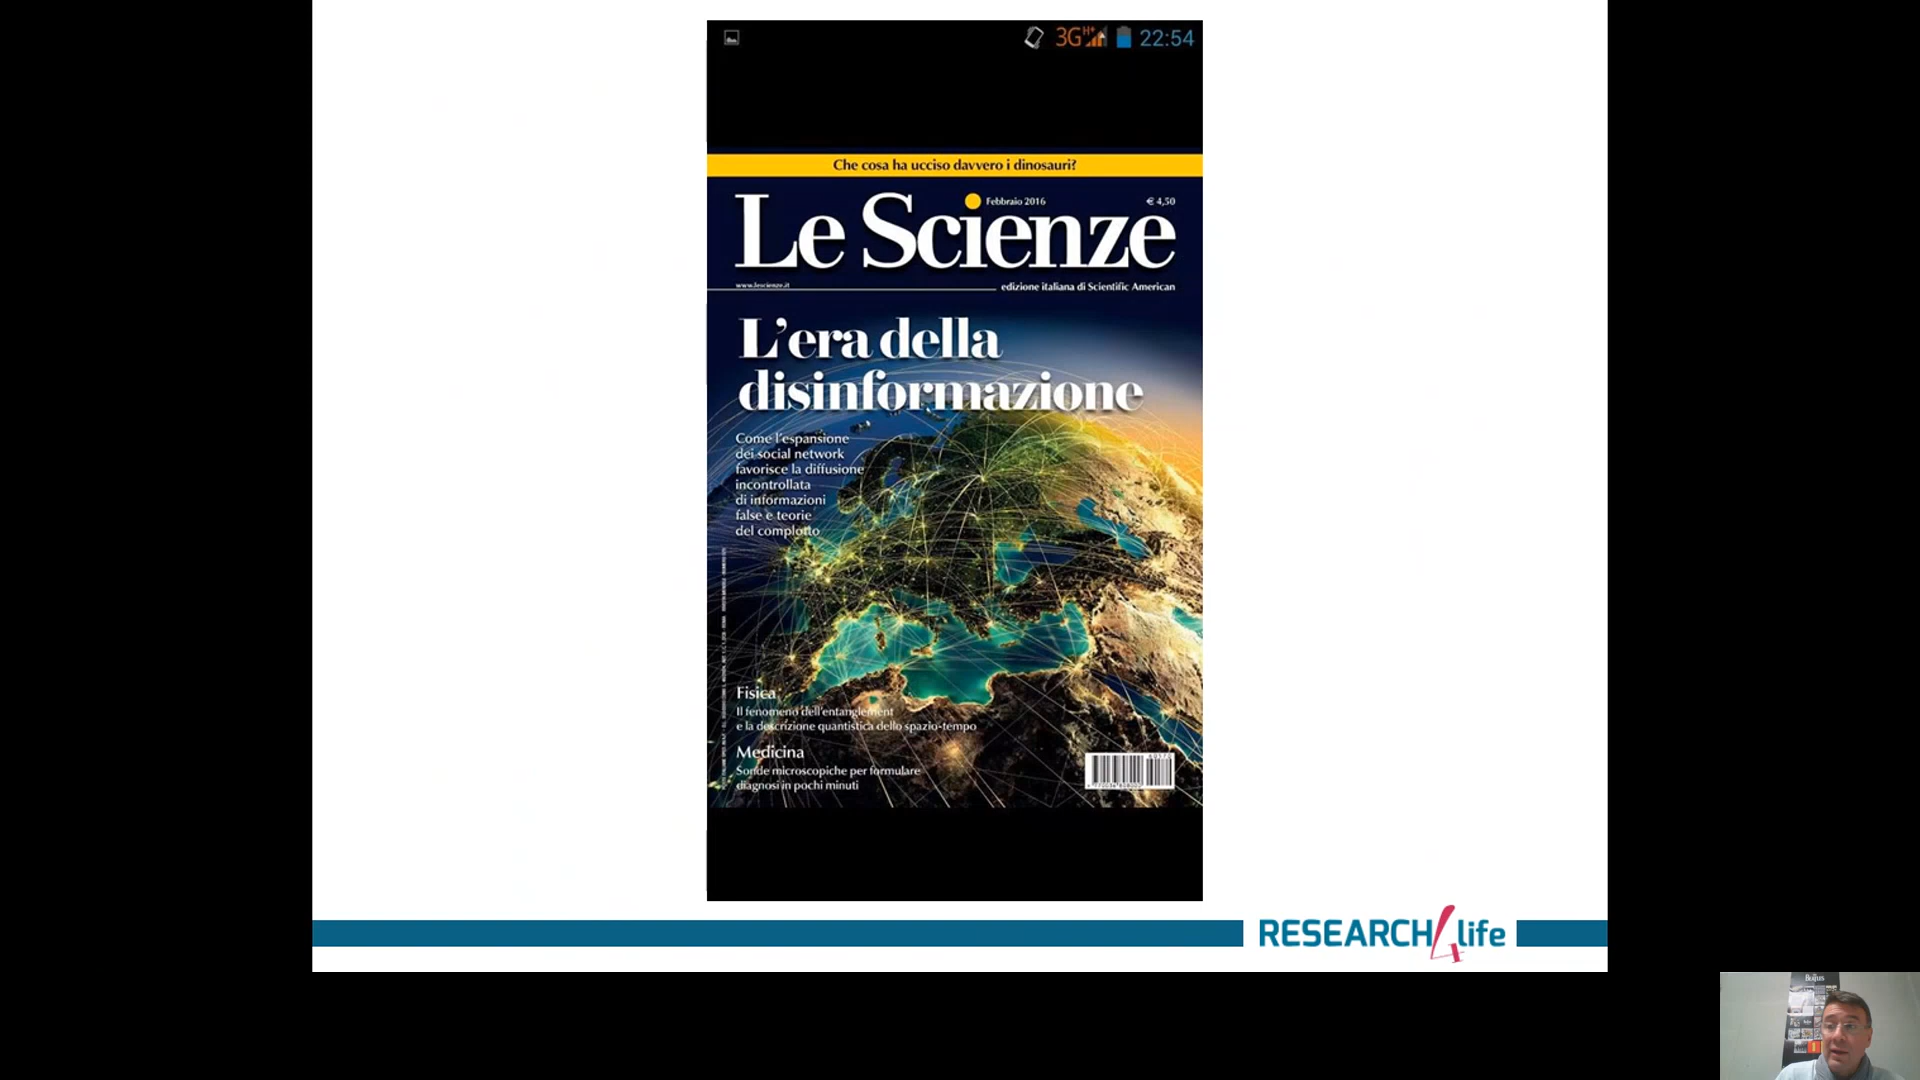 3G H+ 22:54
Che cosa ha ucciso davvero i dinosauri?
Febbraio 2016
€ 4,50
Le Scienze
www.lescienze.it
edizione italiana di Scientific American
L'era della
disinformazione
Come l'espansione
dei social network
favorisce la diffusione
incontrollata
di informazioni
false e teorie
del complotto
Fisica
Il fenomeno dell'entanglement
e la descrizione quantistica dello spazio-tempo
Medicina
Sonde microscopiche per formulare
diagnosi in pochi minuti
RESEARCH4life